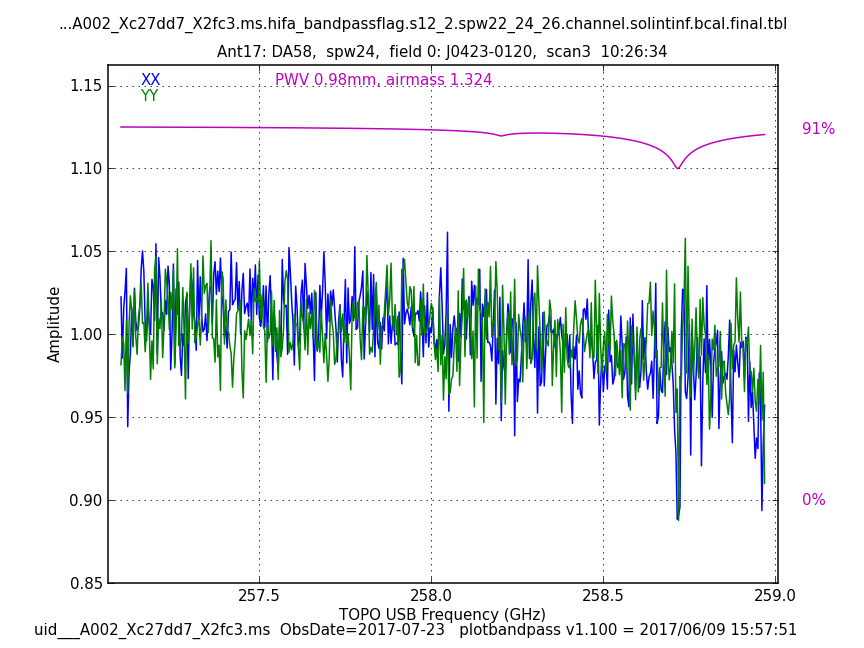 ...A002_Xc27dd7_X2fc3.ms.hifa_bandpassflag.s12_2.spw22_24_26.channel.solintinf.bcal.final.tbl
Ant17: DA58, spw24, field 0: J0423-0120, scan3 10:26:34
1.15
XX
PWV 0.98mm, airmass 1.324
YY
91%
1.10
1.05
Amplitude
1.00
0.95
0.90
0%
0.85
257.5
258.0
258.5
259.0
TOPO USB Frequency (GHz)
uid___A002_Xc27dd7_X2fc3.ms ObsDate=2017-07-23 plotbandpass v1.100 = 2017/06/09 15:57:51